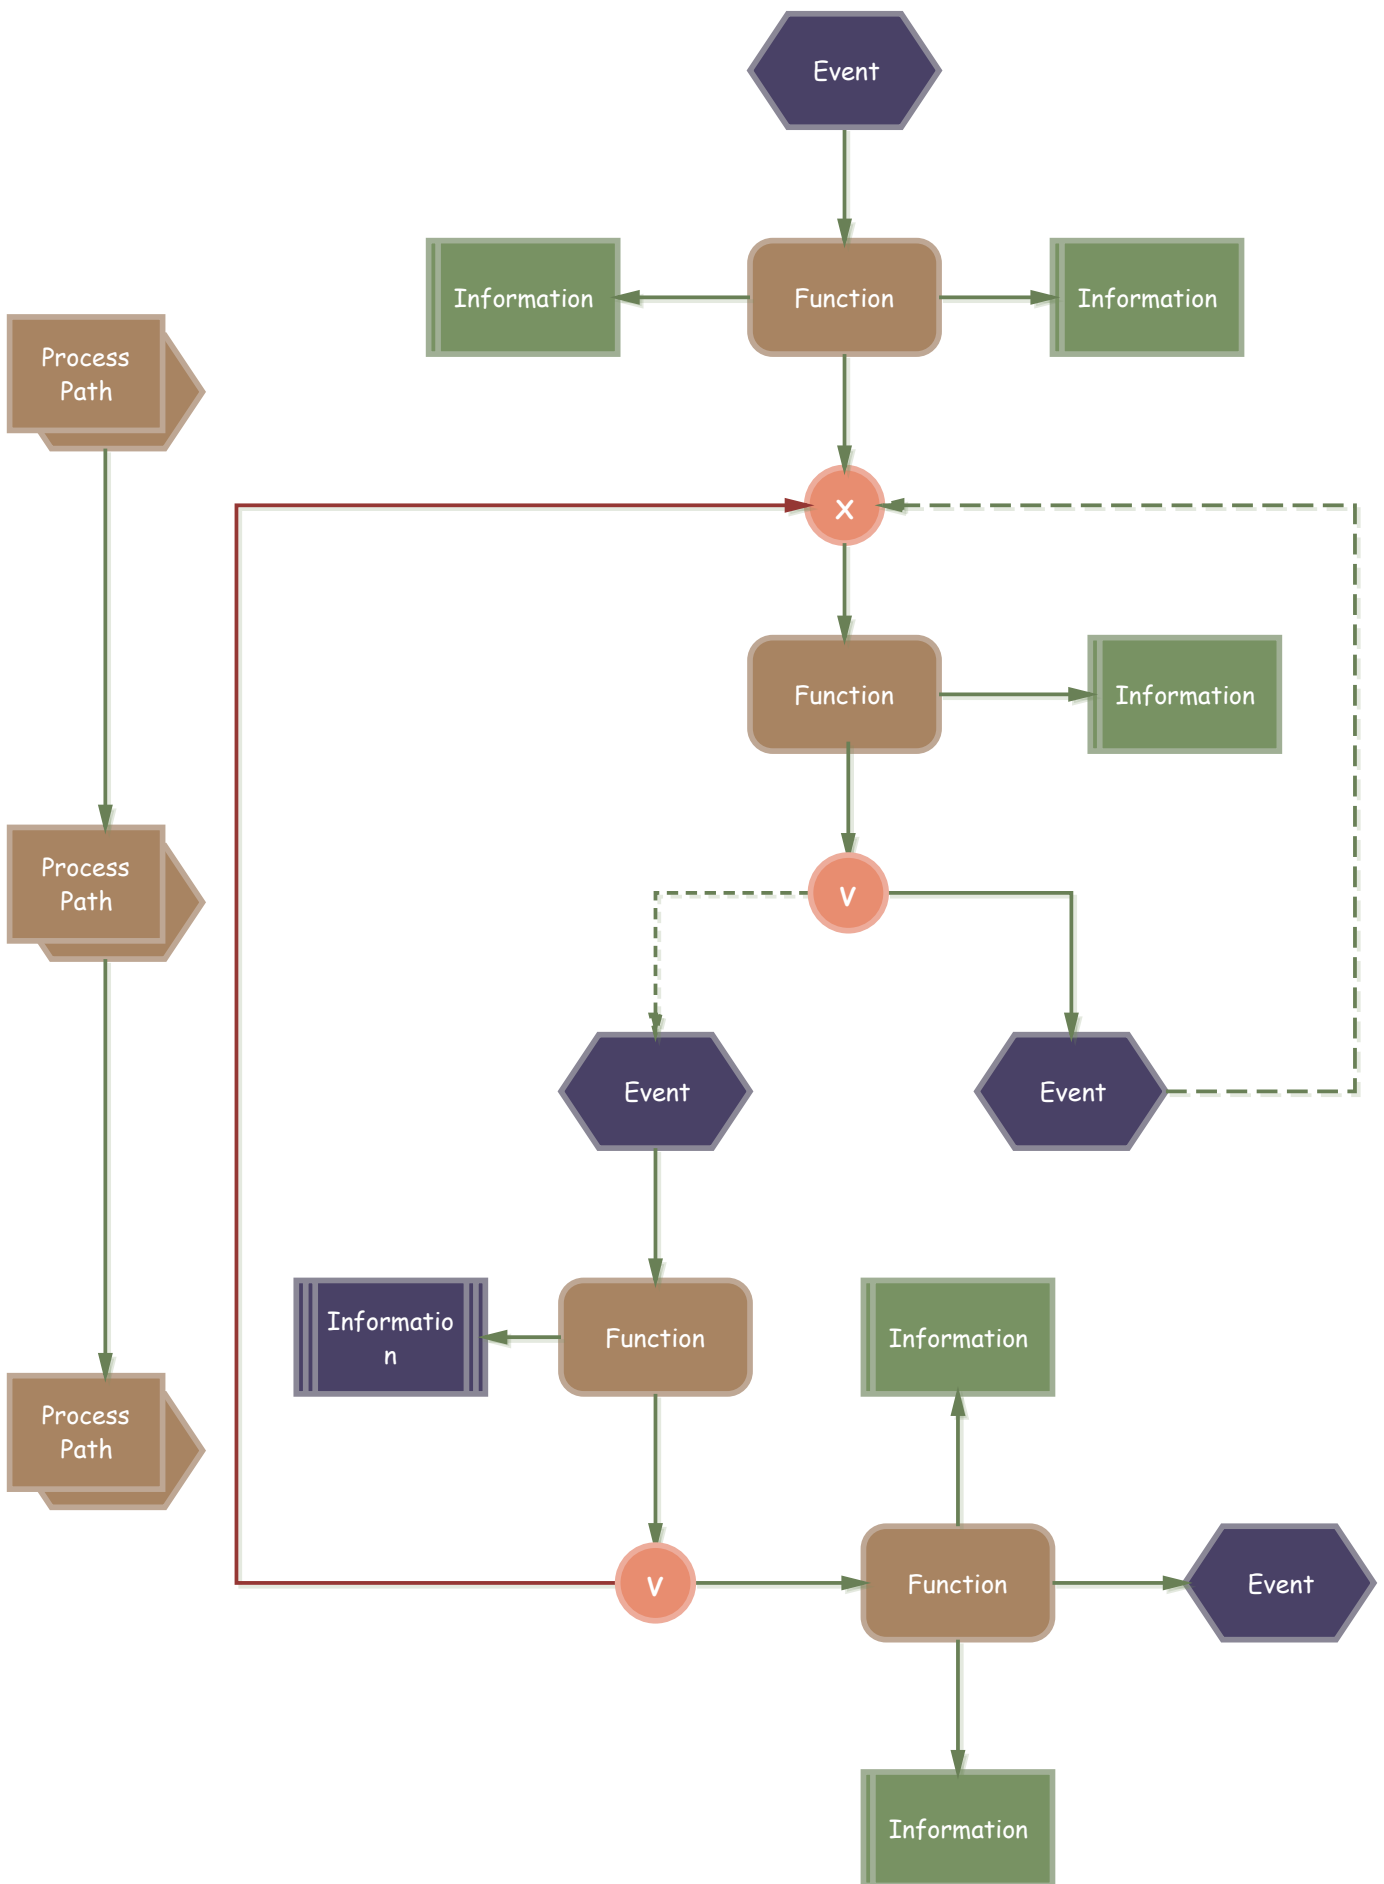 Event
Information
Function
Information
Process
Path
x
Function
Information
Process
Path
v
Event
Event
Informatio
n
Function
Information
Process
Path
v
Function
Event
Information